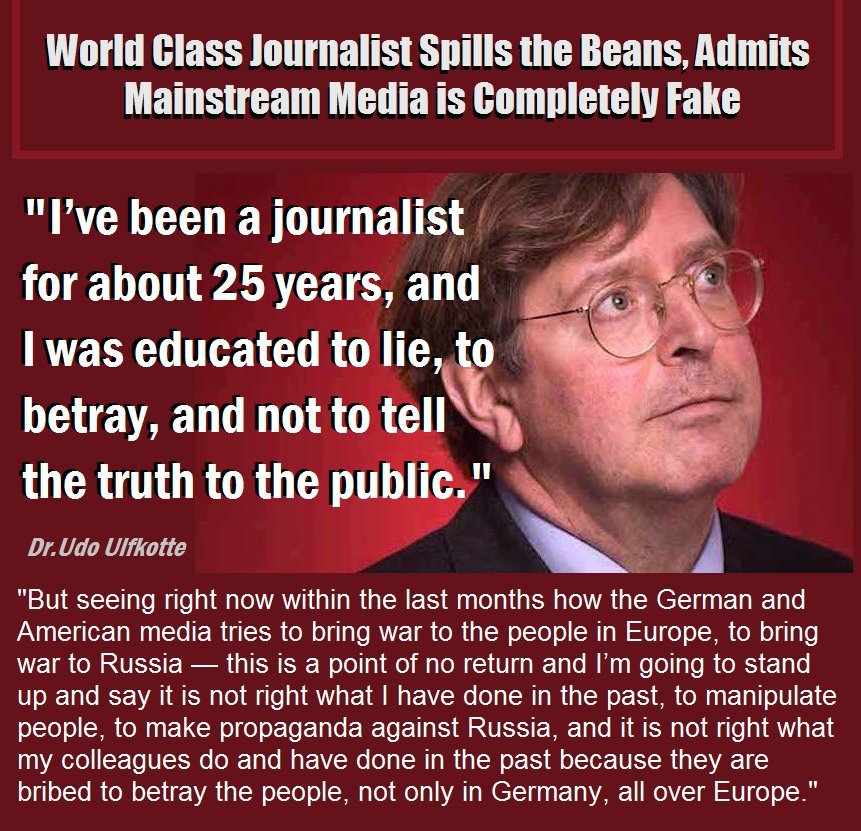 World Class Journalist Spills the Beans, Admits
Mainstream Media is Completely Fake
"I’ve been a journalist
for about 25 years, and
I was educated to lie, to
betray, and not to tell
the truth to the public."
Dr.Udo Ulfkotte
"But seeing right now within the last months how the German and
American media tries to bring war to the people in Europe, to bring
war to Russia — this is a point of no return and I’m going to stand
up and say it is not right what I have done in the past, to manipulate
people, to make propaganda against Russia, and it is not right what
my colleagues do and have done in the past because they are
bribed to betray the people, not only in Germany, all over Europe."